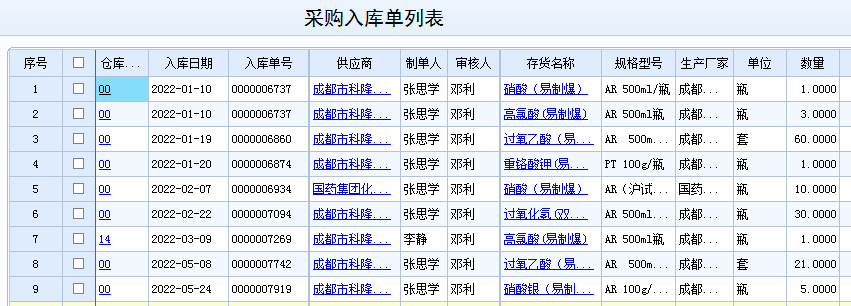 采购入库单列表
序号 仓库... 入库日期 入库单号 供应商 制单人 审核人 存货名称 规格型号 生产厂家 单位 数量
1 00 2022-01-10 0000006737 成都市科隆... 张思学 邓利 硝酸（易制爆） AR 500ml/瓶 成都... 瓶 1.0000
2 00 2022-01-10 0000006737 成都市科隆... 张思学 邓利 高氯酸(易制爆) AR 500ml/瓶 成都... 瓶 3.0000
3 00 2022-01-19 0000006860 成都市科隆... 张思学 邓利 过氧乙酸（易... AR 500m... 成都... 套 60.0000
4 00 2022-01-20 0000006874 成都市科隆... 张思学 邓利 重铬酸钾(易... PT 100g/瓶 成都... 瓶 1.0000
5 00 2022-02-07 0000006934 国药集团化... 张思学 邓利 硝酸（易制爆） AR（沪试... 国药... 瓶 10.0000
6 00 2022-02-22 0000007094 成都市科隆... 张思学 邓利 过氧化氢(双... AR 500ml... 成都... 瓶 30.0000
7 14 2022-03-09 0000007269 成都市科隆... 李静 邓利 高氯酸(易制爆) AR 500ml瓶 成都... 瓶 1.0000
8 00 2022-05-08 0000007742 成都市科隆... 张思学 邓利 过氧乙酸（易... AR 500m... 成都... 套 21.0000
9 00 2022-05-24 0000007919 成都市科隆... 张思学 邓利 硝酸银（易制... AR 100g/... 成都... 瓶 5.0000